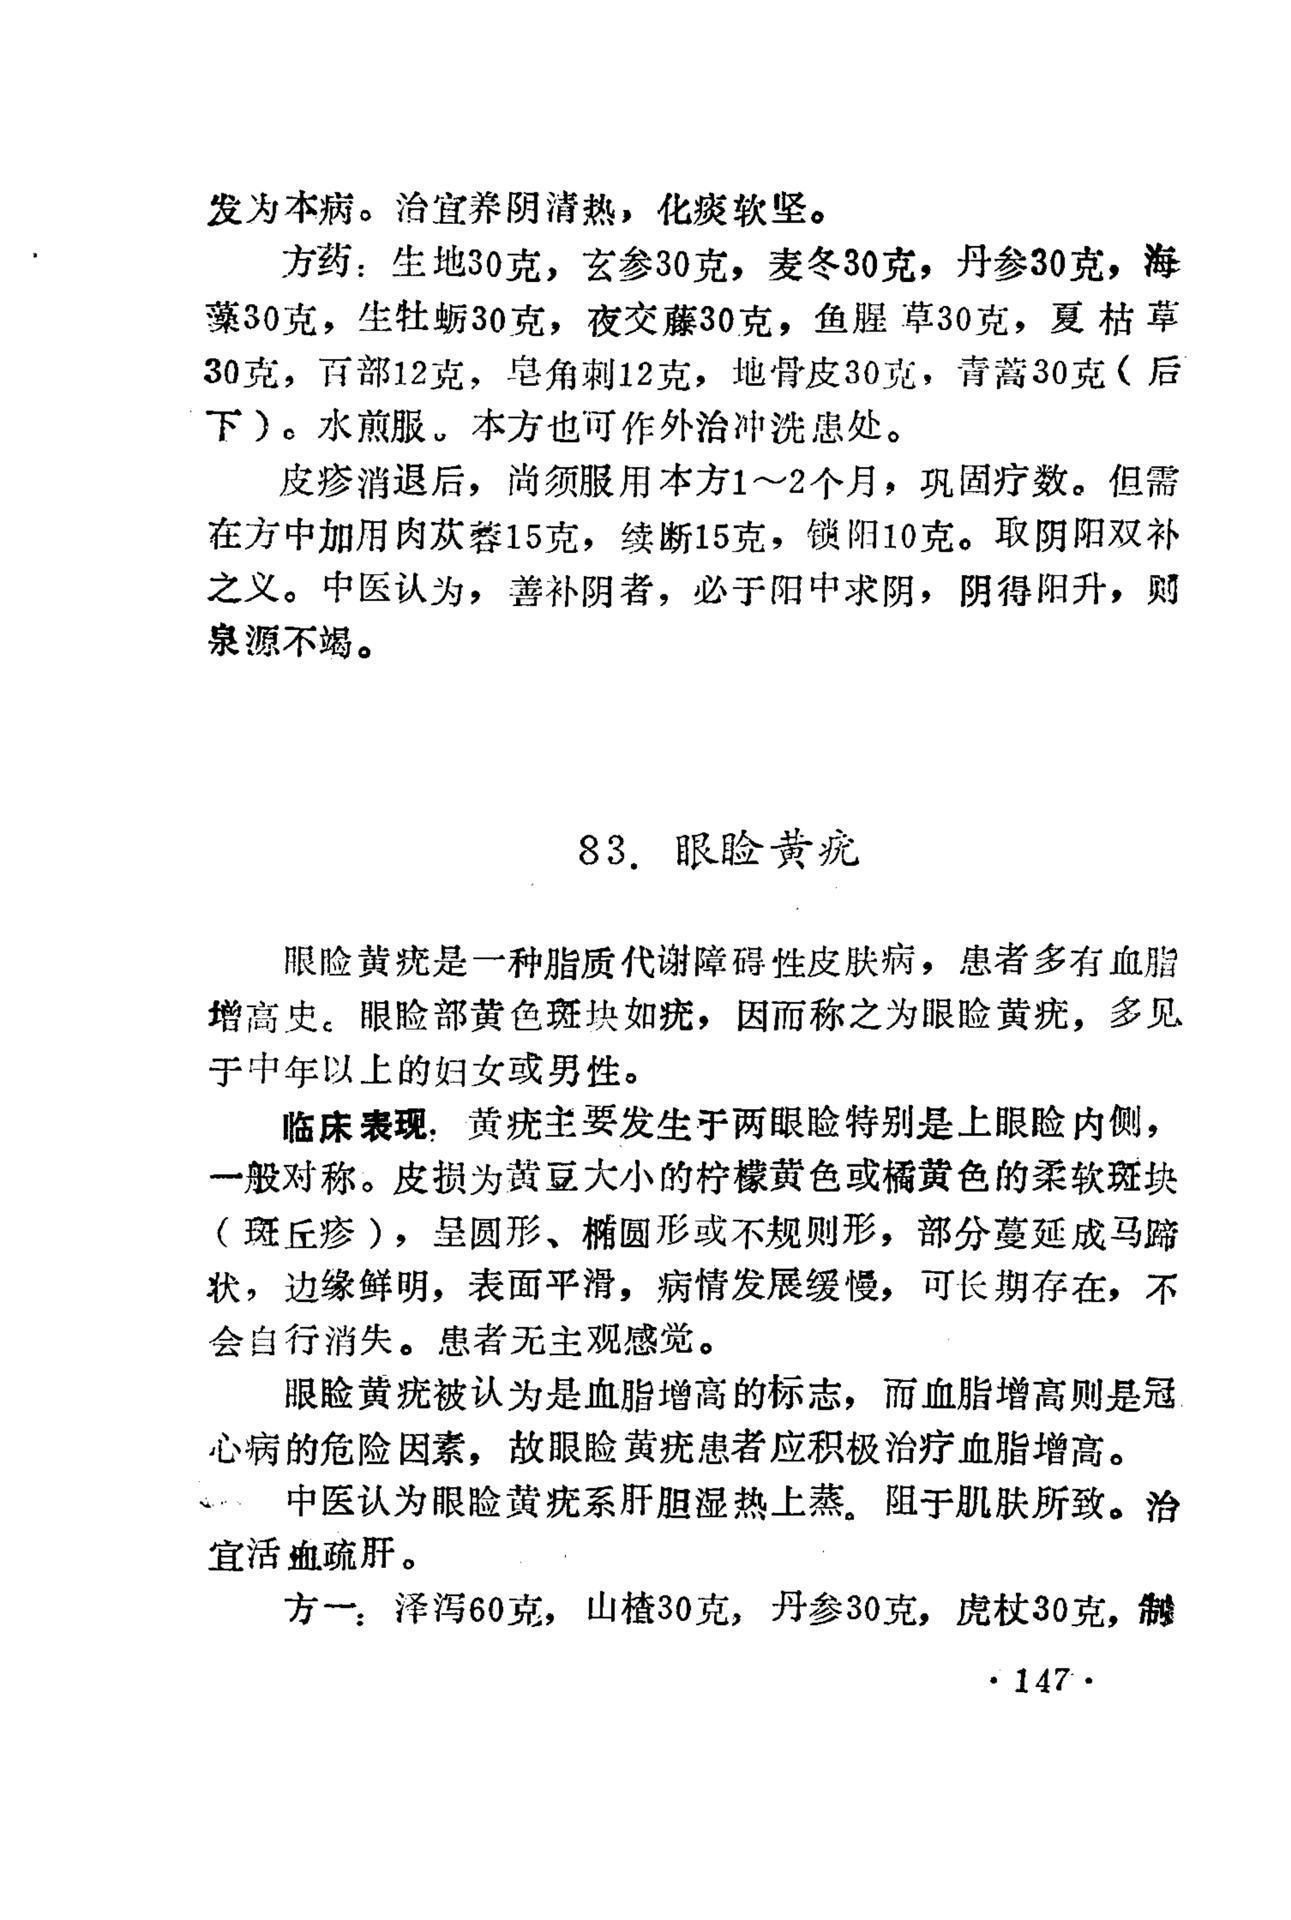 发为本病。治宜养阴清热，化痰软坚。
方药：生地30克，玄参30克，麦冬30克，丹参30克，海
藻30克，生牡蛎30克，夜交藤30克，鱼腥草30克，夏枯草
30克，百部12克，皂角刺12克，地骨皮30克，青蒿30克（后
下）。水煎服。本方也可作外治冲洗患处。
皮疹消退后，尚须服用本方1～2个月，巩固疗数。但需
在方中加用肉苁蓉15克，续断15克，锁阳10克。取阴阳双补
之义。中医认为，善补阴者，必于阳中求阴，阴得阳升，则
泉源不竭。
83．眼睑黄疣
眼睑黄疣是一种脂质代谢障碍性皮肤病，患者多有血脂
增高史。眼睑部黄色斑块如疣，因而称之为眼睑黄疣，多见
于中年以上的妇女或男性。
临床表现：黄疣主要发生于两眼睑特别是上眼睑内侧，
一般对称。皮损为黄豆大小的柠檬黄色或橘黄色的柔软斑块
（斑丘疹），呈圆形、椭圆形或不规则形，部分蔓延成马蹄
状，边缘鲜明，表面平滑，病情发展缓慢，可长期存在，不
会自行消失。患者无主观感觉。
眼睑黄疣被认为是血脂增高的标志，而血脂增高则是冠
心病的危险因素，故眼睑黄疣患者应积极治疗血脂增高。
中医认为眼睑黄疣系肝胆湿热上蒸。阻于肌肤所致。治
宜活血疏肝。
方一：泽泻60克，山楂30克，丹参30克，虎杖30克，制
·147·